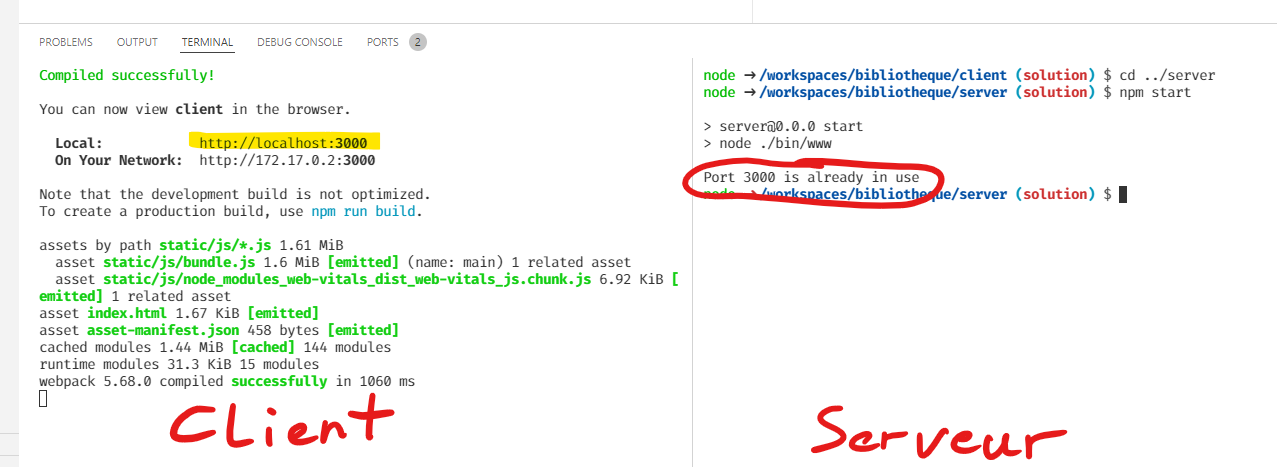 PROBLEMS OUTPUT TERMINAL DEBUG CONSOLE PORTS 2
Compiled successfully!
You can now view client in the browser.
Local: http://localhost:3000
On Your Network: http://172.17.0.2:3000
Note that the development build is not optimized.
To create a production build, use npm run build.
assets by path static/js/*.js 1.61 MiB
asset static/js/bundle.js 1.6 MiB [emitted] (name: main) 1 related asset
asset static/js/node_modules_web-vitals_dist_web-vitals_js.chunk.js 6.92 KiB [
emitted] 1 related asset
asset index.html 1.67 KiB [emitted]
asset asset-manifest.json 458 bytes [emitted]
cached modules 1.44 MiB [cached] 144 modules
runtime modules 31.3 KiB 15 modules
webpack 5.68.0 compiled successfully in 1060 ms
Client
node → /workspaces/bibliotheque/client (solution) $ cd ../server
node → /workspaces/bibliotheque/server (solution) $ npm start
> server@0.0.0 start
> node ./bin/www
Port 3000 is already in use
node → /workspaces/bibliotheque/server (solution) $
Serveur